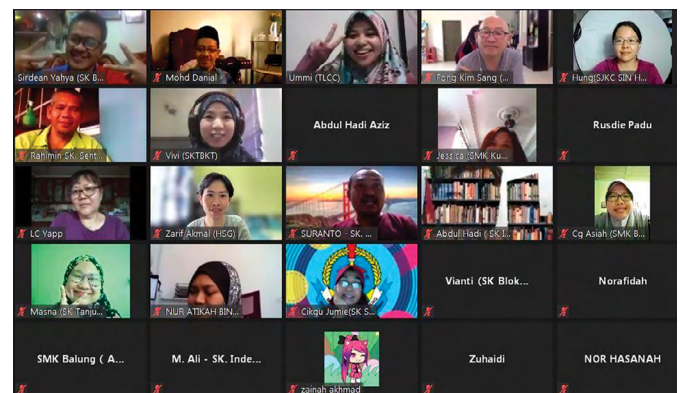 Sirdean Yahya (SK B...
Mohd Danial
Ummi (TLCC)
Fong Kim Sang (...
Hung(SJKC SIN H...
Rahimin SK. Sent...
Vivi (SKTBKT)
Abdul Hadi Aziz
Jessica (SMK Ku...
Rusdie Padu
LC Yapp
Zarif Akmal (HSG)
SURANTO - SK. ...
Abdul Hadi ( SK I...
Cg Asiah (SMK B...
Masna (SK Tanju...
NUR ATIKAH BIN...
Cikgu Jumie(SK S...
Vianti (SK Blok...
Norafidah
SMK Balung ( A...
M. Ali - SK. Inde...
zainah akhmad
Zuhaidi
NOR HASANAH